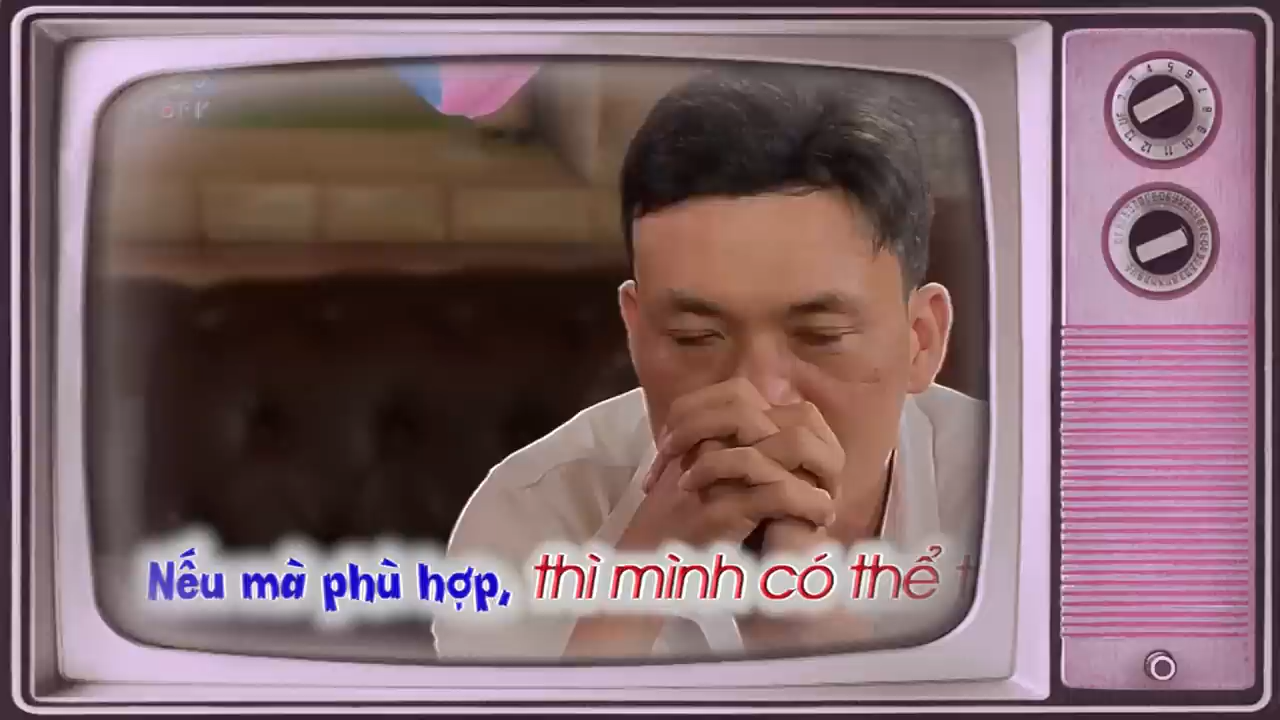 Nếu mà phù hợp, thì mình có thể